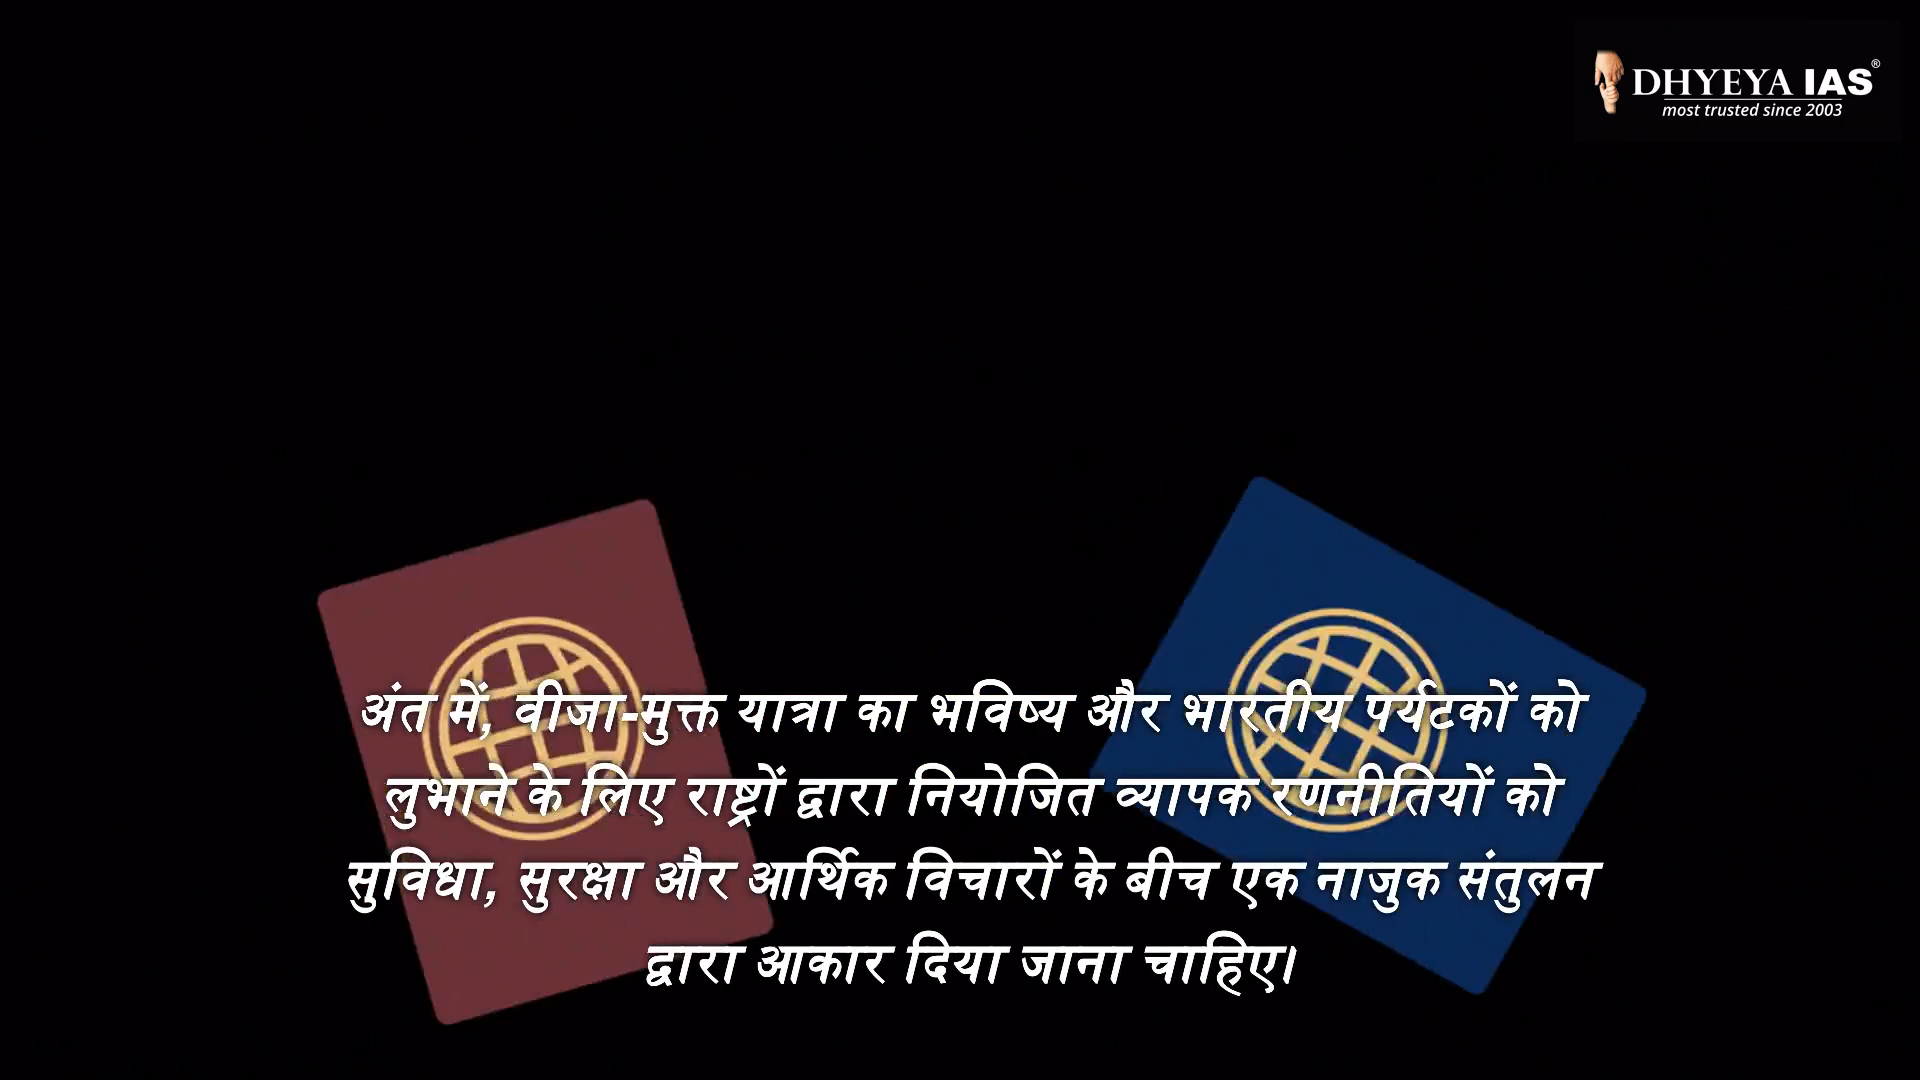 DHYEYA IAS®
most trusted since 2003
अंत में, वीजा-मुक्त यात्रा का भविष्य और भारतीय पर्यटकों को
लुभाने के लिए राष्ट्रों द्वारा नियोजित व्यापक रणनीतियों को
सुविधा, सुरक्षा और आर्थिक विचारों के बीच एक नाजुक संतुलन
द्वारा आकार दिया जाना चाहिए।